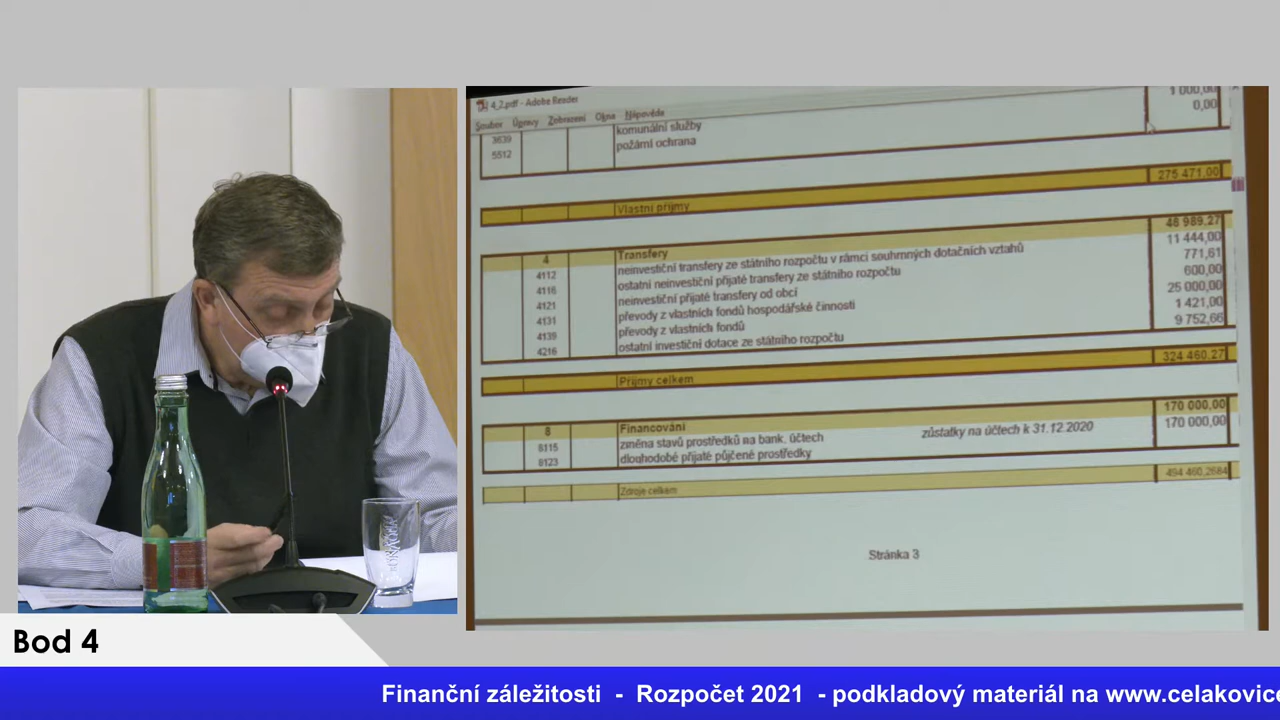 4_2.pdf - Adobe Reader
Soubor Úpravy Zobrazení Okna Nápověda
1 000,00
3639 komunální služby 0,00
5512 požární ochrana
Vlastní příjmy 275 471,00
4 Transfery 48 989,27
4112 neinvestiční transfery ze státního rozpočtu v rámci souhrnných dotačních vztahů 11 444,00
4116 ostatní neinvestiční přijaté transfery ze státního rozpočtu 771,61
4121 neinvestiční přijaté transfery od obcí 600,00
4131 převody z vlastních fondů hospodářské činnosti 25 000,00
4139 převody z vlastních fondů 1 421,00
4216 ostatní investiční dotace ze státního rozpočtu 9 752,66
Příjmy celkem 324 460,27
8 Financování 170 000,00
8115 změna stavů prostředků na bank. účtech zůstatky na účtech k 31.12.2020 170 000,00
8123 dlouhodobé přijaté půjčené prostředky
Zdroje celkem 494 460,2684
Stránka 3
Bod 4
Finanční záležitosti - Rozpočet 2021 - podkladový materiál na www.celakovice